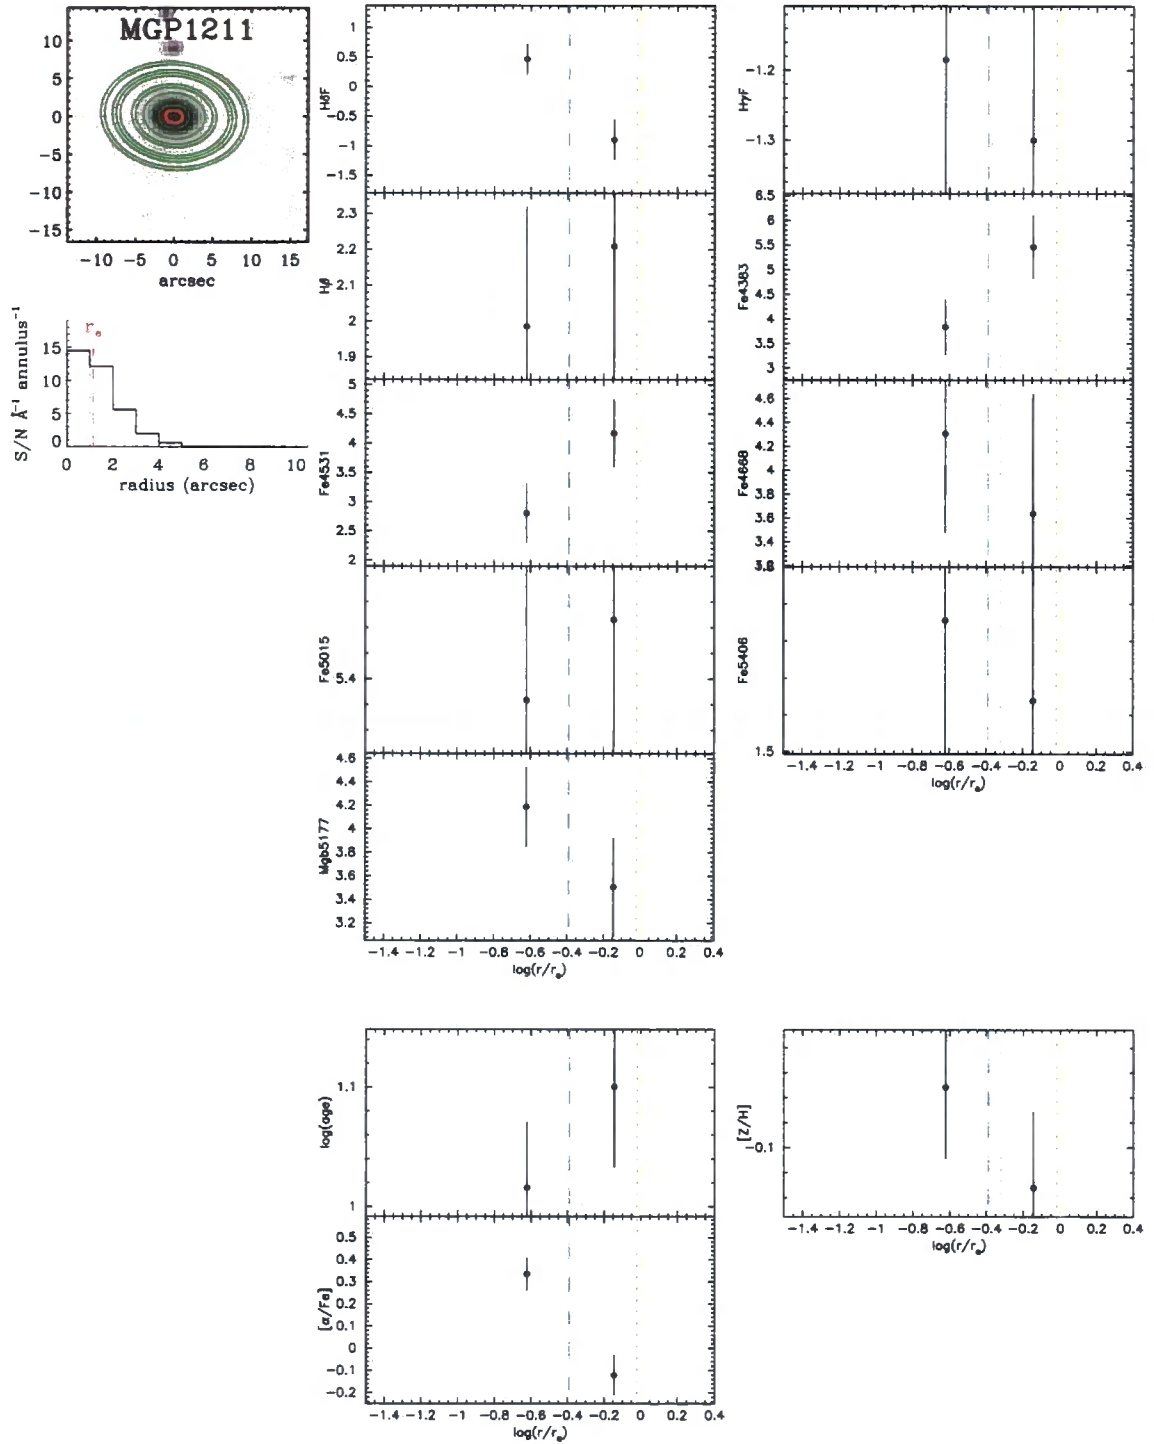 MGP1211
10
5
0
−5
−10
−15
−10 −5 0 5 10 15
arcsec
S/N Å⁻¹ annulus⁻¹
rₑ
15
10
5
0
0 2 4 6 8 10
radius (arcsec)
HδF
1
0.5
0
−0.5
−1
−1.5
HγF
−1.2
−1.3
Hβ
2.3
2.2
2.1
2
1.9
Fe4383
6.5
6
5.5
5
4.5
4
3.5
3
Fe4531
5
4.5
4
3.5
3
2.5
2
Fe4668
4.6
4.4
4.2
4
3.8
3.6
3.4
Fe5015
5.4
Fe5406
1.5
−1.4 −1.2 −1 −0.8 −0.6 −0.4 −0.2 0 0.2 0.4
log(r/rₑ)
Mgb5177
4.6
4.4
4.2
4
3.8
3.6
3.4
3.2
−1.4 −1.2 −1 −0.8 −0.6 −0.4 −0.2 0 0.2 0.4
log(r/rₑ)
log(age)
1.1
1
[Z/H]
−0.1
−1.4 −1.2 −1 −0.8 −0.6 −0.4 −0.2 0 0.2 0.4
log(r/rₑ)
[α/Fe]
0.5
0.4
0.3
0.2
0.1
0
−0.1
−0.2
−1.4 −1.2 −1 −0.8 −0.6 −0.4 −0.2 0 0.2 0.4
log(r/rₑ)